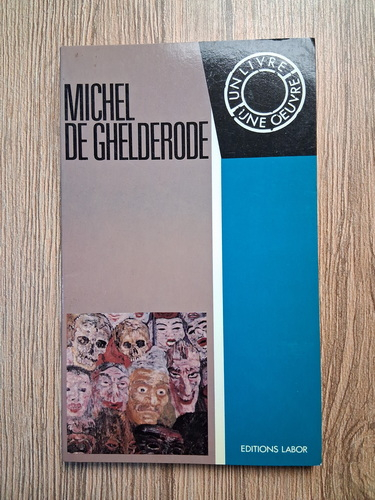 MICHEL
DE GHELDERODE
UN LIVRE
UNE OEUVRE
EDITIONS LABOR